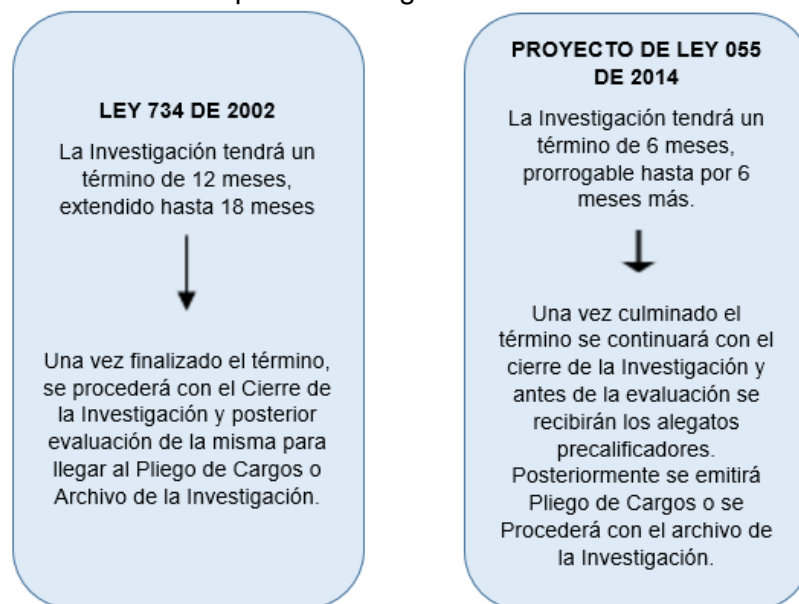 LEY 734 DE 2002
La Investigación tendrá un
término de 12 meses,
extendido hasta 18 meses
Una vez finalizado el término,
se procederá con el Cierre de
la Investigación y posterior
evaluación de la misma para
llegar al Pliego de Cargos o
Archivo de la Investigación.
PROYECTO DE LEY 055
DE 2014
La Investigación tendrá un
término de 6 meses,
prorrogable hasta por 6
meses más.
Una vez culminado el
término se continuará con el
cierre de la Investigación y
antes de la evaluación se
recibirán los alegatos
precalificadores.
Posteriormente se emitirá
Pliego de Cargos o se
Procederá con el archivo de
la Investigación.